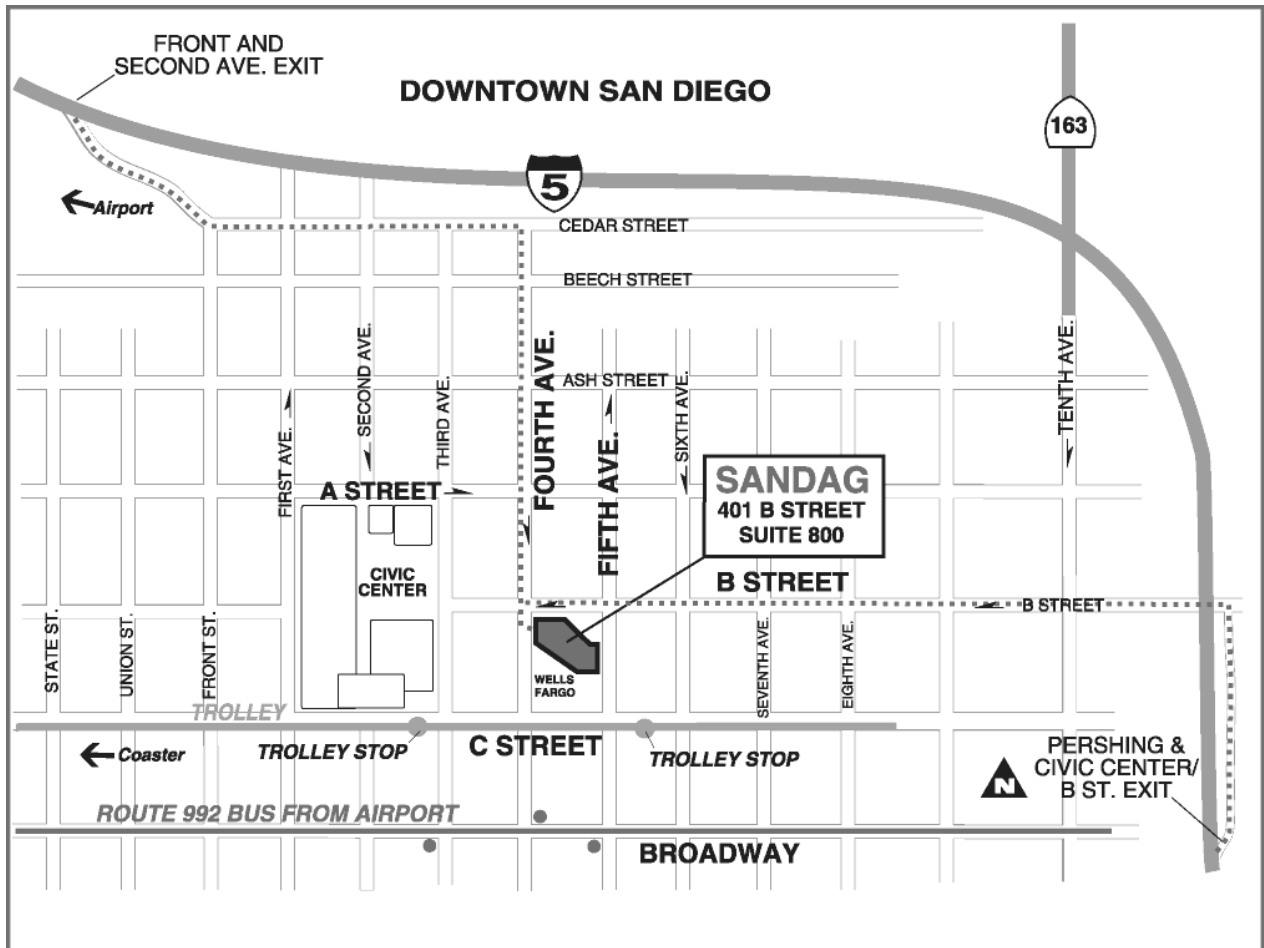 FRONT AND
SECOND AVE. EXIT
DOWNTOWN SAN DIEGO
163
5
Airport
CEDAR STREET
BEECH STREET
ASH STREET
FIRST AVE.
SECOND AVE.
THIRD AVE.
FOURTH AVE.
FIFTH AVE.
SIXTH AVE.
TENTH AVE.
A STREET
SANDAG
401 B STREET
SUITE 800
CIVIC
CENTER
B STREET
B STREET
STATE ST.
UNION ST.
FRONT ST.
WELLS
FARGO
SEVENTH AVE.
EIGHTH AVE.
TROLLEY
Coaster
TROLLEY STOP
C STREET
TROLLEY STOP
N
PERSHING &
CIVIC CENTER/
B ST. EXIT
ROUTE 992 BUS FROM AIRPORT
BROADWAY